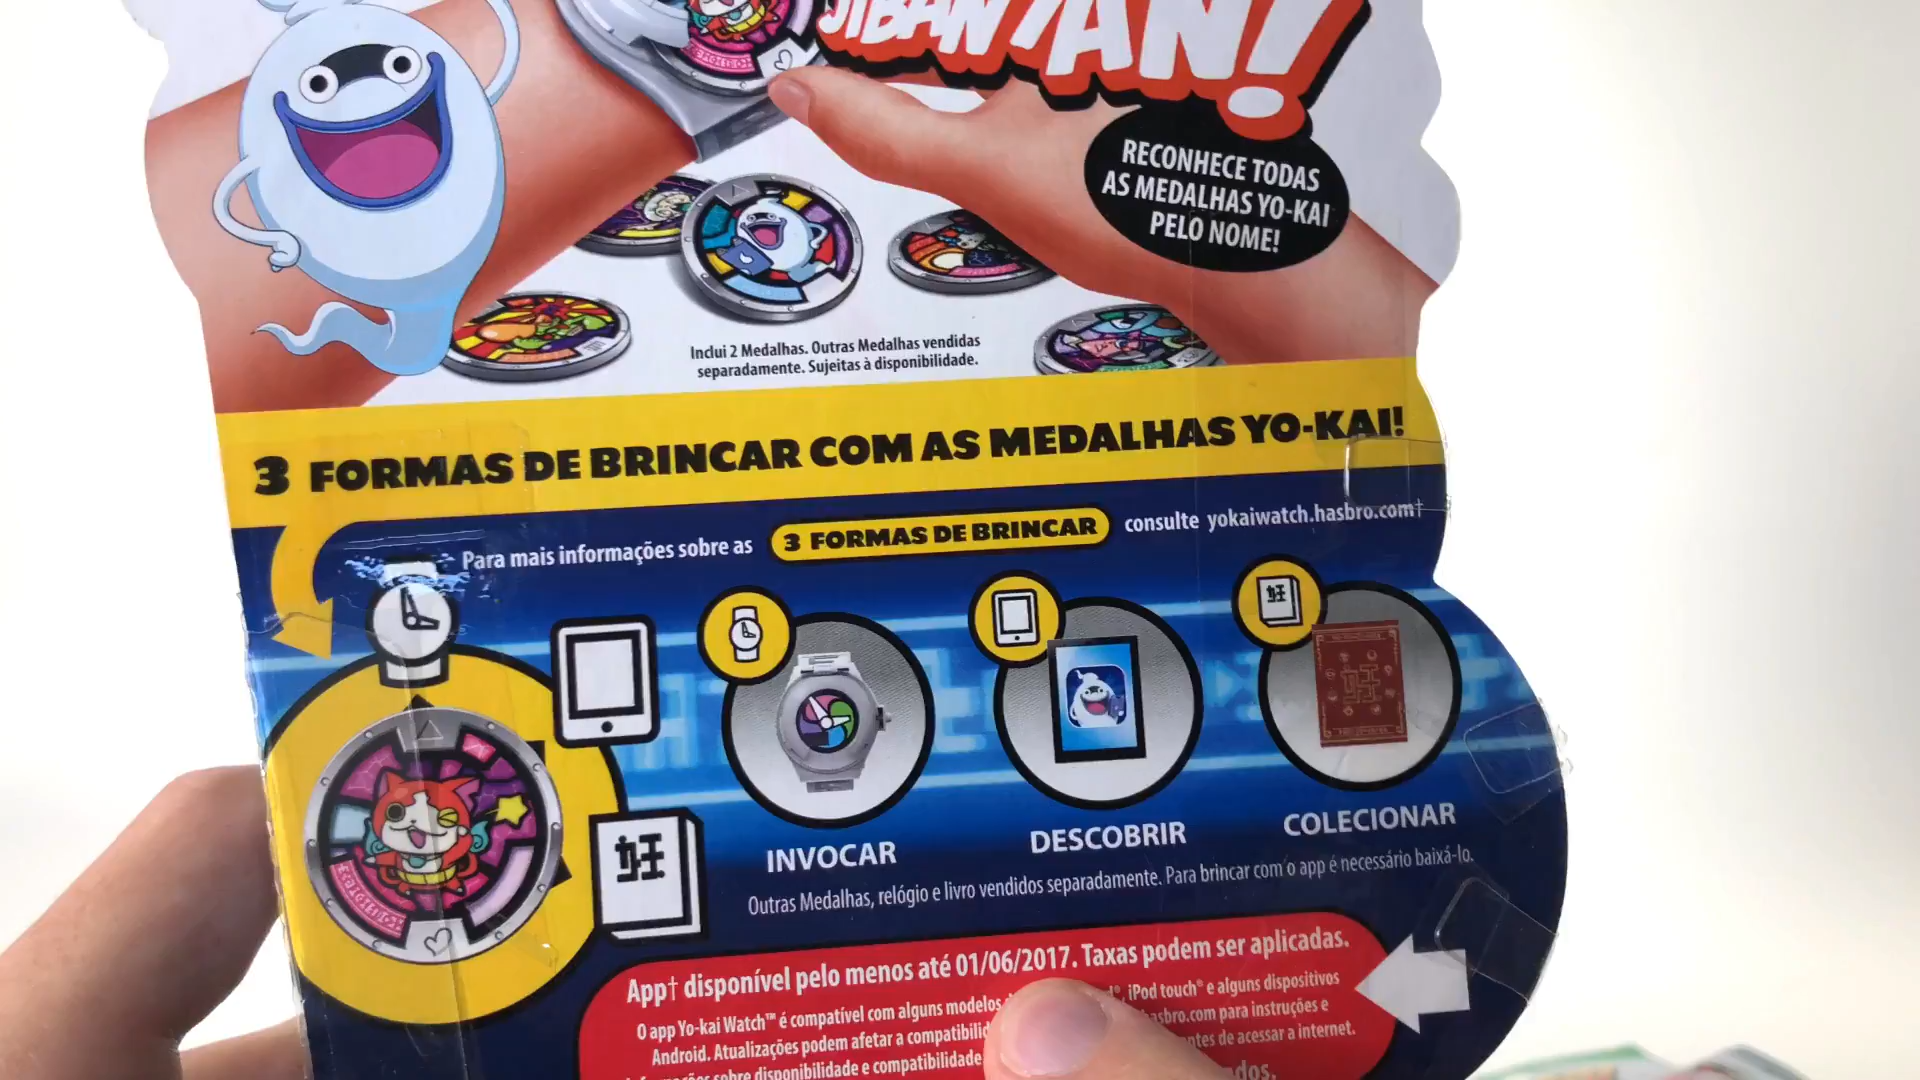 JIBANYAN!
RECONHECE TODAS
AS MEDALHAS YO-KAI
PELO NOME!
Inclui 2 Medalhas. Outras Medalhas vendidas
separadamente. Sujeitas à disponibilidade.
3 FORMAS DE BRINCAR COM AS MEDALHAS YO-KAI!
Para mais informações sobre as 3 FORMAS DE BRINCAR consulte yokaiwatch.hasbro.com†
INVOCAR
DESCOBRIR
COLECIONAR
Outras Medalhas, relógio e livro vendidos separadamente. Para brincar com o app é necessário baixá-lo.
App† disponível pelo menos até 01/06/2017. Taxas podem ser aplicadas.
O app Yo-kai Watch™ é compatível com alguns modelos iPod touch® e alguns dispositivos
Android. Atualizações podem afetar a para instruções e
sobre disponibilidade e compatibilidade de acessar a internet.